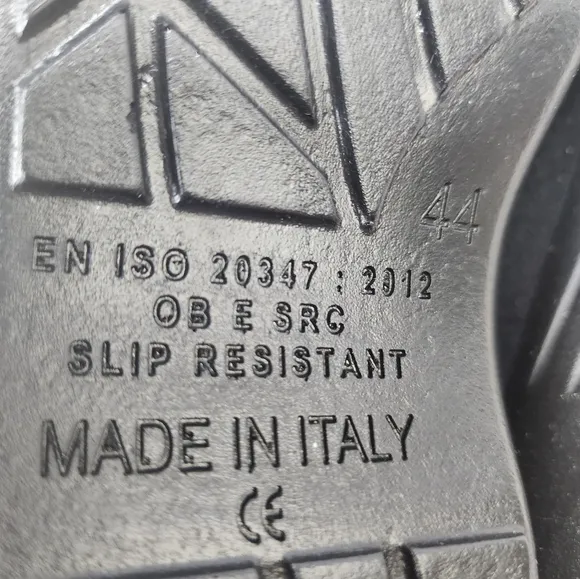 44
EN ISO 20347 : 2012
OB E SRC
SLIP RESISTANT
MADE IN ITALY
CE